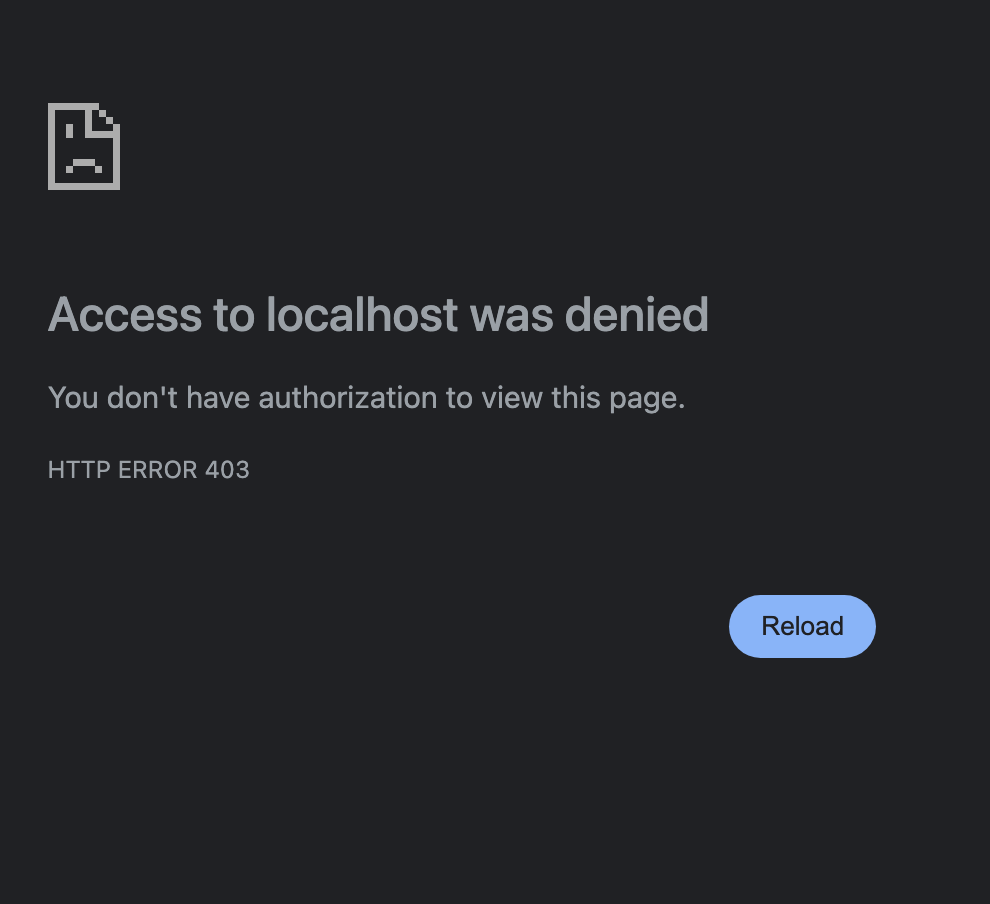 Access to localhost was denied
You don't have authorization to view this page.
HTTP ERROR 403
Reload